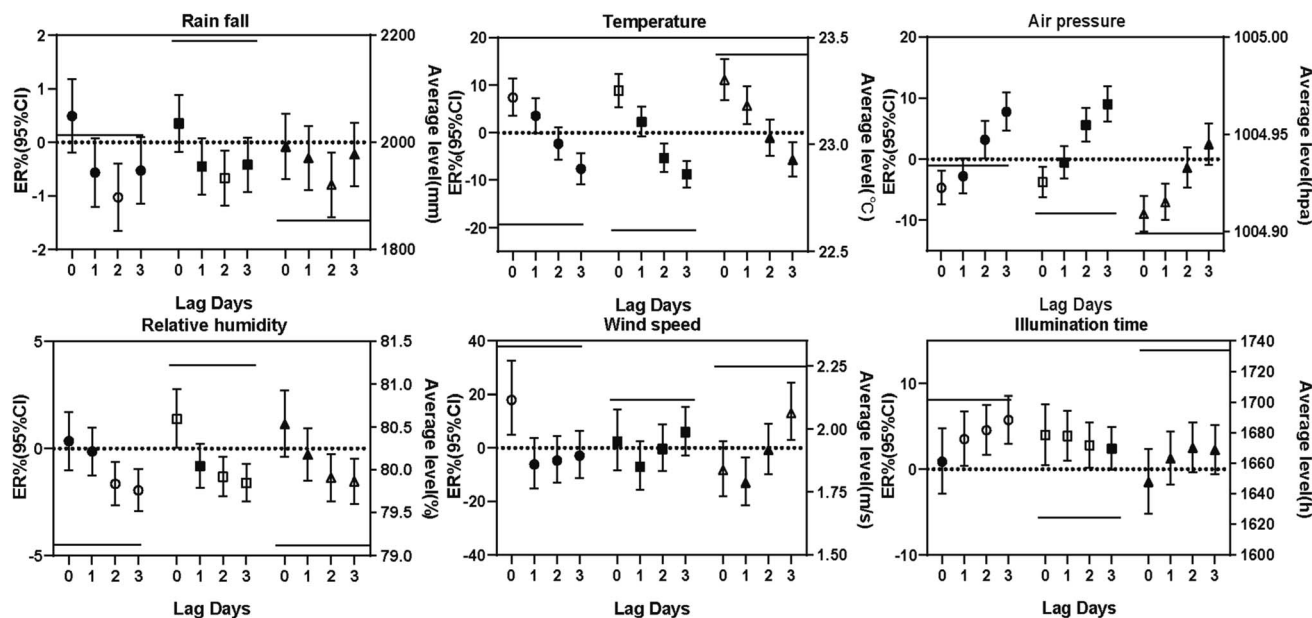 Rain fall
ER%(95%CI)
2
1
0
-1
-2
2200
2000
1800
Average level(mm)
0 1 2 3 0 1 2 3 0 1 2 3
Lag Days
Temperature
ER%(95%CI)
20
10
0
-10
-20
23.5
23.0
22.5
Average level(°C)
0 1 2 3 0 1 2 3 0 1 2 3
Lag Days
Air pressure
ER%(95%CI)
20
10
0
-10
1005.00
1004.95
1004.90
Average level(hpa)
0 1 2 3 0 1 2 3 0 1 2 3
Lag Days
Relative humidity
ER%(95%CI)
5
0
-5
81.5
81.0
80.5
80.0
79.5
79.0
Average level(%)
0 1 2 3 0 1 2 3 0 1 2 3
Lag Days
Wind speed
ER%(95%CI)
40
20
0
-20
-40
2.25
2.00
1.75
1.50
Average level(m/s)
0 1 2 3 0 1 2 3 0 1 2 3
Lag Days
Illumination time
ER%(95%CI)
10
0
-10
1740
1720
1700
1680
1660
1640
1620
1600
Average level(h)
0 1 2 3 0 1 2 3 0 1 2 3
Lag Days